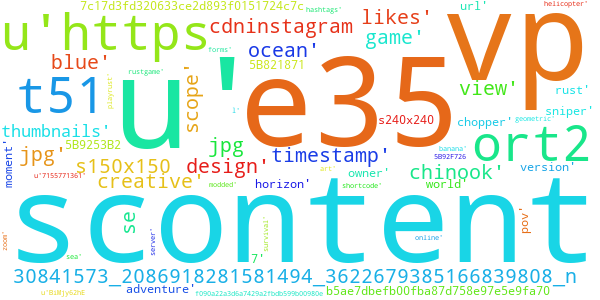 7c17d3fd320633ce2d893f0151724c7c
hashtags'
url'
helicopter'
u'https
cdninstagram
likes'
vp
game'
ocean'
blue'
u'
e35
5B821871
forms'
rustgame'
view'
rust'
t51
scope'
playrust'
l'
s240x240
sniper'
thumbnails'
chopper'
geometric'
5B9253B2
jpg
ort2
jpg'
timestamp'
banana'
5B92F726
moment'
s150x150
design'
owner'
chinook'
version'
creative'
art'
u'7155771361
horizon'
shortcode'
world'
modded'
scontent
se
pov'
server'
survival'
online'
zoom'
sea'
7'
30841573_2086918281581494_3622679385166839808_n
adventure'
b5ae7dbefb00fba87d758e97e5e9fa70